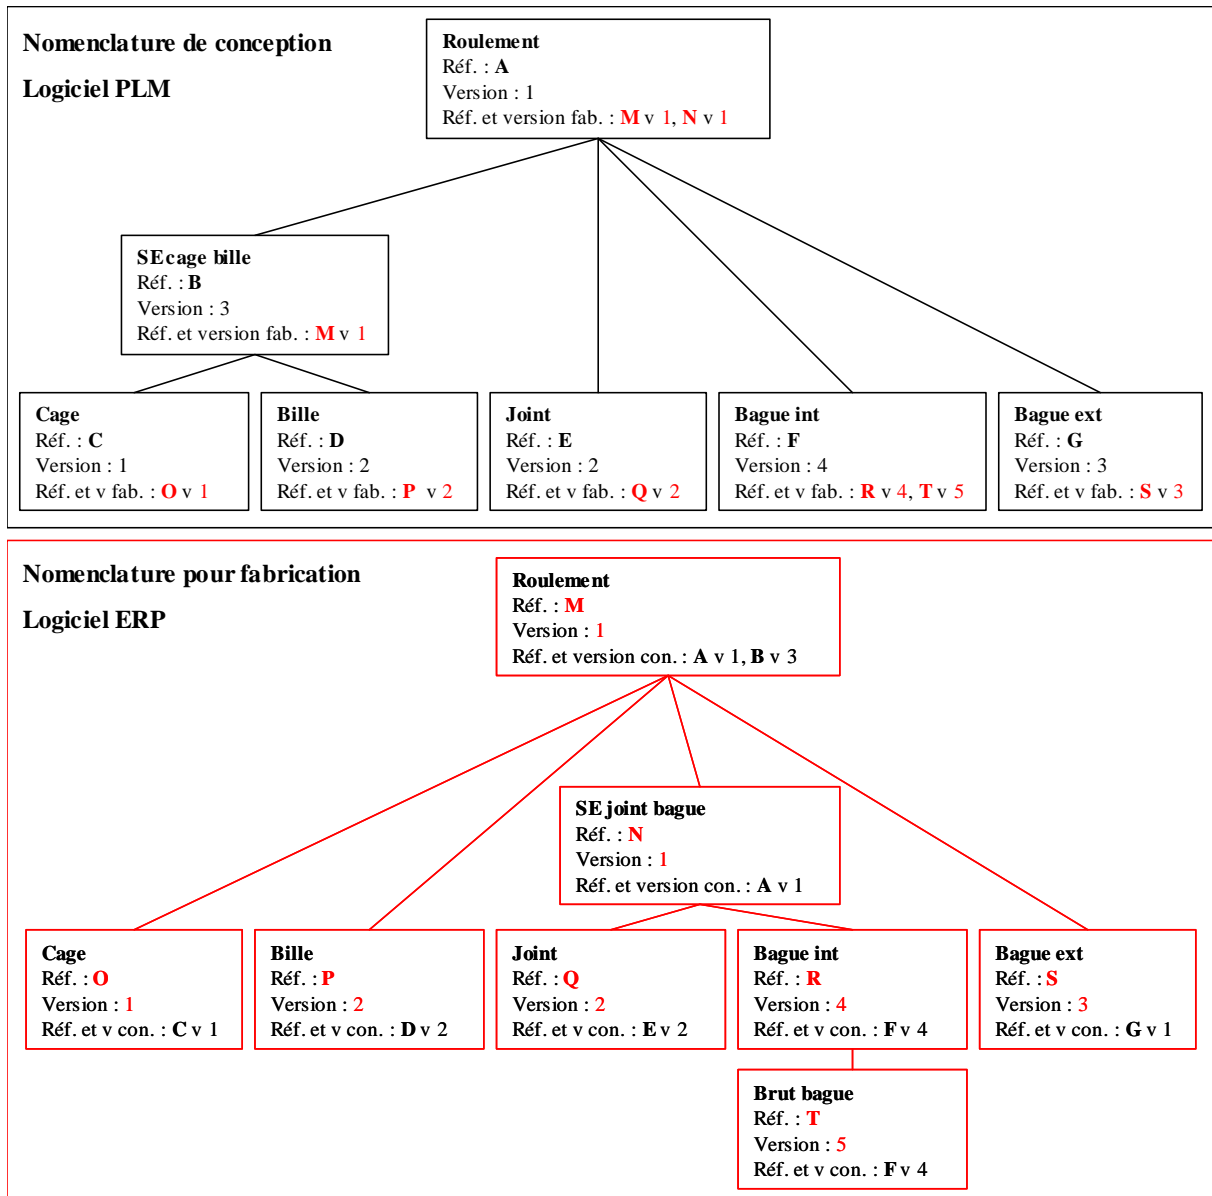 Nomenclature de conception
Logiciel PLM
Roulement
Réf. : A
Version : 1
Réf. et version fab. : M v 1, N v 1
SE cage bille
Réf. : B
Version : 3
Réf. et version fab. : M v 1
Cage
Réf. : C
Version : 1
Réf. et v fab. : O v 1
Bille
Réf. : D
Version : 2
Réf. et v fab. : P v 2
Joint
Réf. : E
Version : 2
Réf. et v fab. : Q v 2
Bague int
Réf. : F
Version : 4
Réf. et v fab. : R v 4, T v 5
Bague ext
Réf. : G
Version : 3
Réf. et v fab. : S v 3
Nomenclature pour fabrication
Logiciel ERP
Roulement
Réf. : M
Version : 1
Réf. et version con. : A v 1, B v 3
SE joint bague
Réf. : N
Version : 1
Réf. et version con. : A v 1
Cage
Réf. : O
Version : 1
Réf. et v con. : C v 1
Bille
Réf. : P
Version : 2
Réf. et v con. : D v 2
Joint
Réf. : Q
Version : 2
Réf. et v con. : E v 2
Bague int
Réf. : R
Version : 4
Réf. et v con. : F v 4
Bague ext
Réf. : S
Version : 3
Réf. et v con. : G v 1
Brut bague
Réf. : T
Version : 5
Réf. et v con. : F v 4